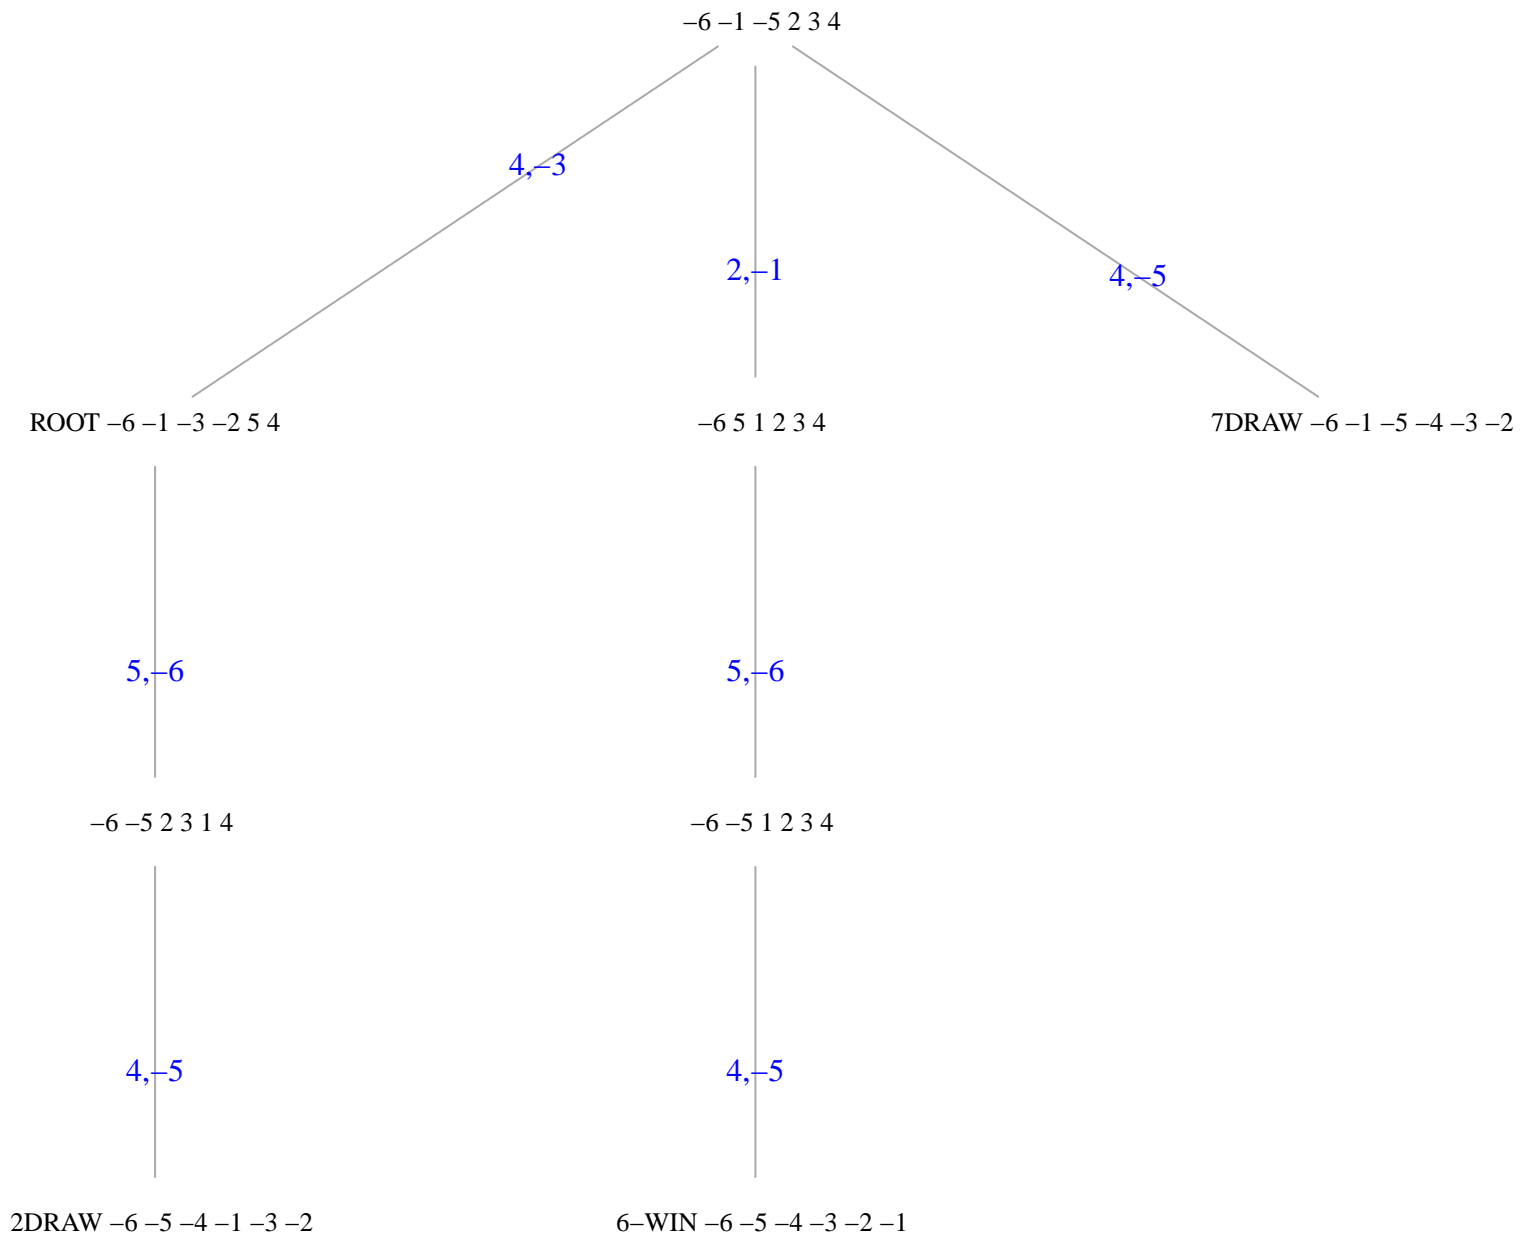 –6 –1 –5 2 3 4
4,–3
2,–1
4,–5
ROOT –6 –1 –3 –2 5 4
–6 5 1 2 3 4
7DRAW –6 –1 –5 –4 –3 –2
5,–6
5,–6
–6 –5 2 3 1 4
–6 –5 1 2 3 4
4,–5
4,–5
2DRAW –6 –5 –4 –1 –3 –2
6–WIN –6 –5 –4 –3 –2 –1